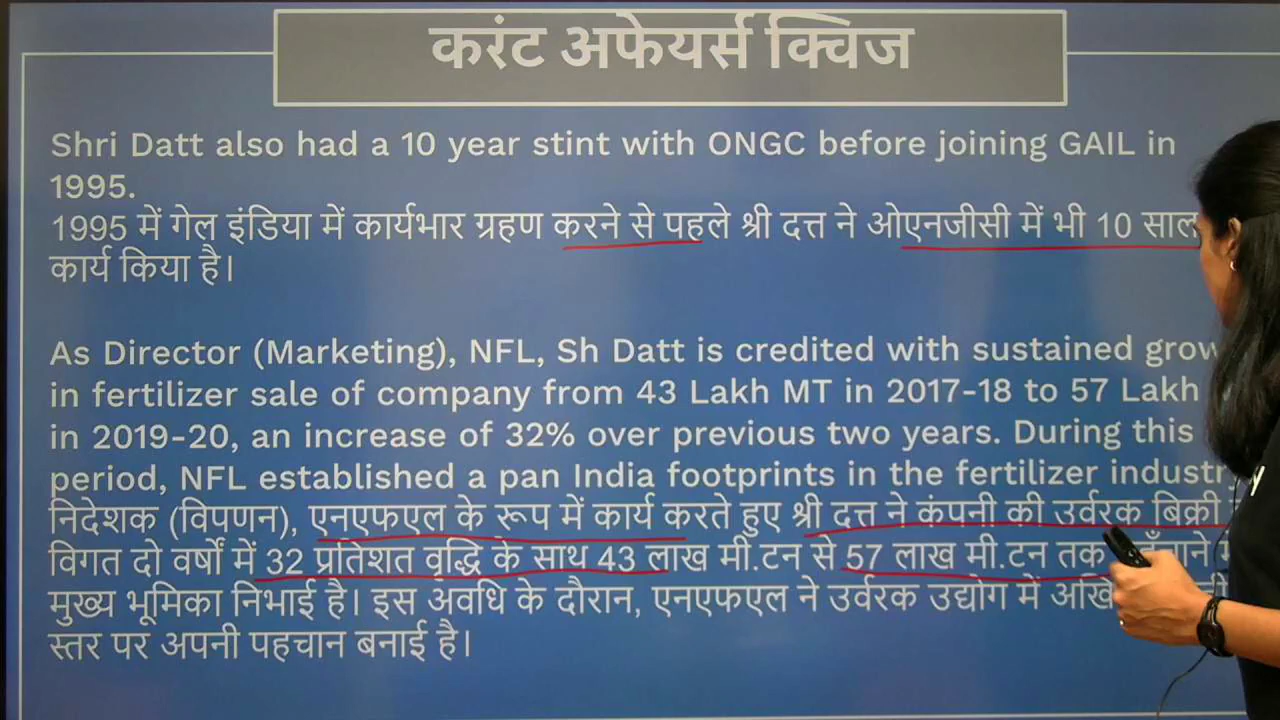 करंट अफेयर्स क्विज
Shri Datt also had a 10 year stint with ONGC before joining GAIL in
1995.
1995 में गेल इंडिया में कार्यभार ग्रहण करने से पहले श्री दत्त ने ओएनजीसी में भी 10 साल
कार्य किया है।
As Director (Marketing), NFL, Sh Datt is credited with sustained
in fertilizer sale of company from 43 Lakh MT in 2017-18 to 57 Lakh
in 2019-20, an increase of 32% over previous two years. During this
period, NFL established a pan India footprints in the fertilizer
निदेशक (विपणन), एनएफएल के रूप में कार्य करते हुए श्री दत्त ने कंपनी की उर्वरक बिक्री
विगत दो वर्षों में 32 प्रतिशत वृद्धि के साथ 43 लाख मी.टन से 57 लाख मी.टन तक
मुख्य भूमिका निभाई है। इस अवधि के दौरान, एनएफएल ने उर्वरक उद्योग में
स्तर पर अपनी पहचान बनाई है।